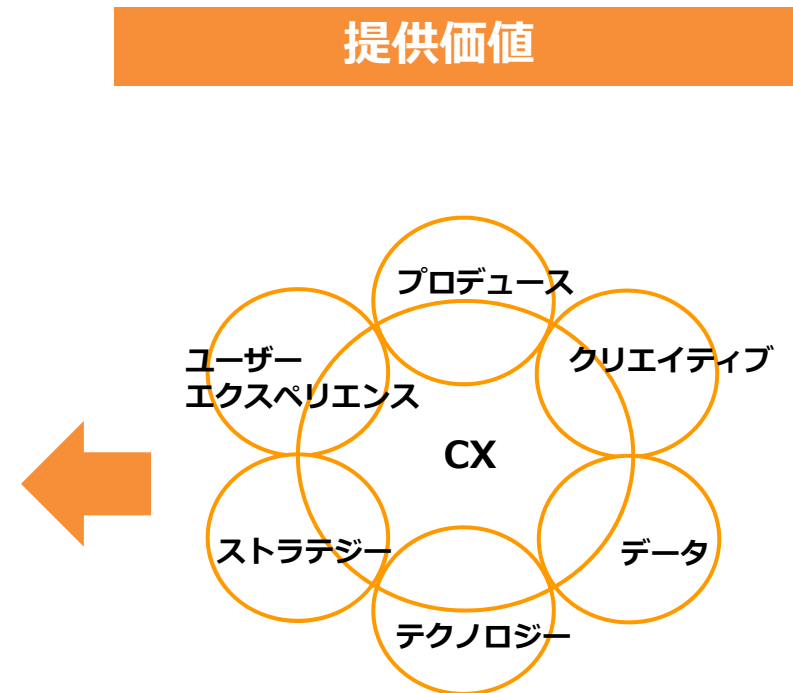 提供価値
プロデュース
ユーザー
エクスペリエンス
クリエイティブ
CX
ストラテジー
データ
テクノロジー